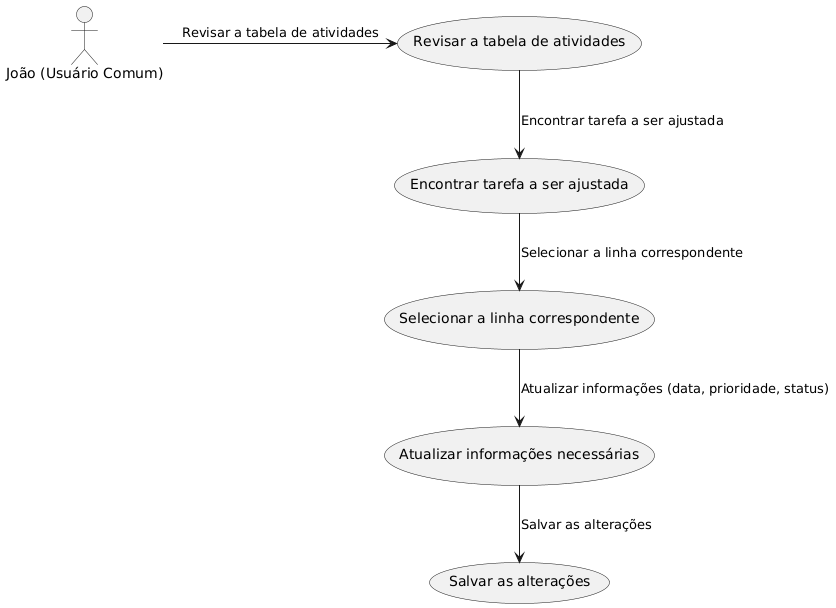 Revisar a tabela de atividades
Revisar a tabela de atividades
João (Usuário Comum)
Encontrar tarefa a ser ajustada
Encontrar tarefa a ser ajustada
Selecionar a linha correspondente
Selecionar a linha correspondente
Atualizar informações (data, prioridade, status)
Atualizar informações necessárias
Salvar as alterações
Salvar as alterações